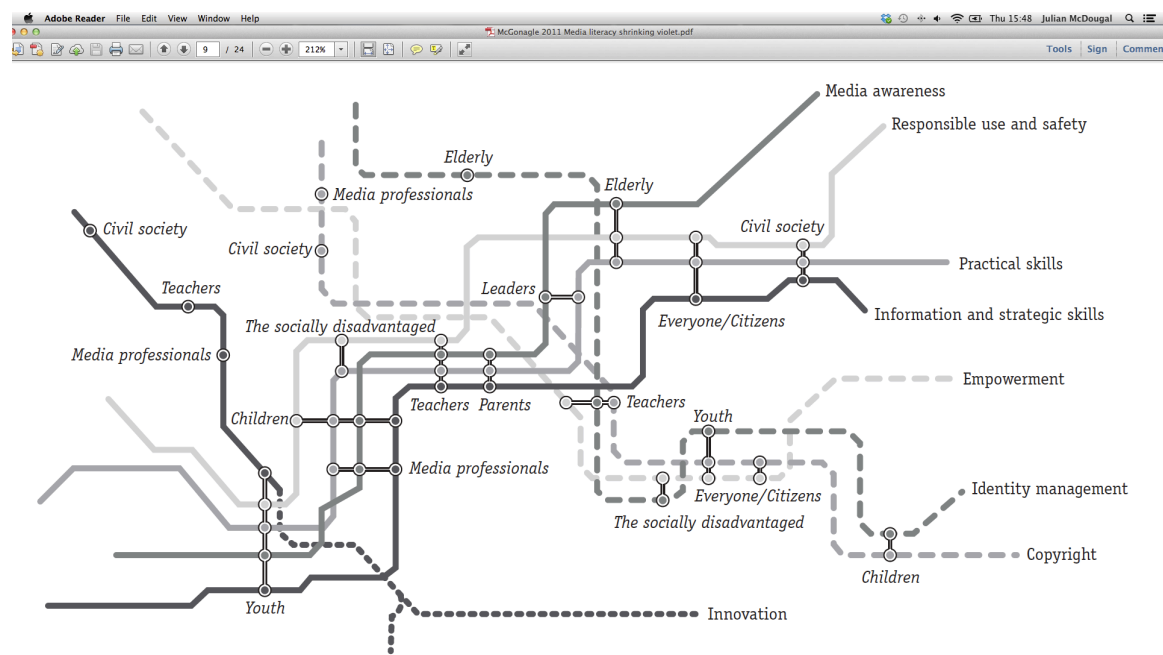 Adobe Reader File Edit View Window Help
Thu 15:48 Julian McDougal
McGonagle 2011 Media literacy shrinking violet.pdf
9 / 24 212% Tools Sign Commen
Media awareness
Responsible use and safety
Elderly
Media professionals
Elderly
Civil society
Civil society
Civil society
Practical skills
Teachers
Leaders
Information and strategic skills
Everyone/Citizens
The socially disadvantaged
Media professionals
Empowerment
Teachers Parents
Teachers
Children
Youth
Media professionals
Identity management
Everyone/Citizens
The socially disadvantaged
Copyright
Children
Youth
Innovation